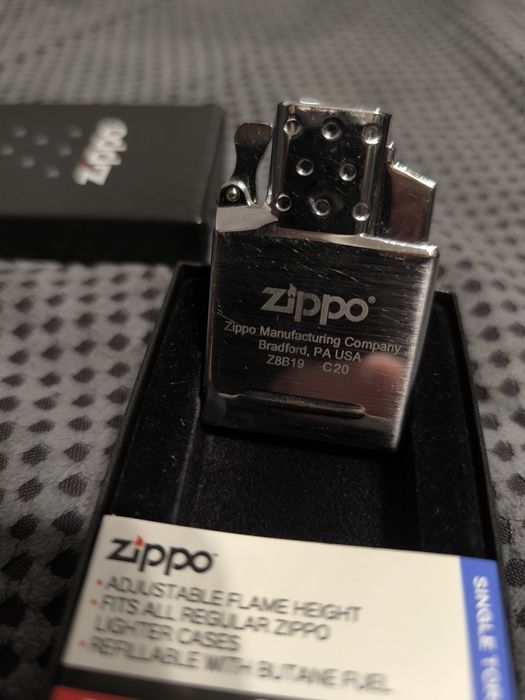 zippo
zippo®
Zippo Manufacturing Company
Bradford, PA USA
Z8B19 C20
zippo
• ADJUSTABLE FLAME HEIGHT
• FITS ALL REGULAR ZIPPO
LIGHTER CASES
• REFILLABLE WITH BUTANE FUEL
SINGLE TOR